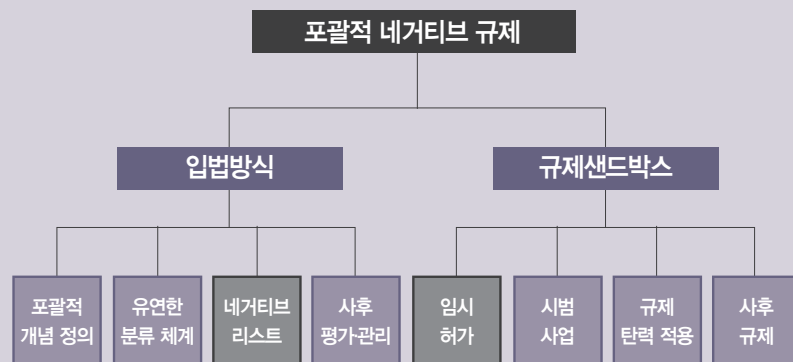 포괄적 네거티브 규제
입법방식
규제샌드박스
포괄적
개념 정의
유연한
분류 체계
네거티브
리스트
사후
평가·관리
임시
허가
시범
사업
규제
탄력 적용
사후
규제